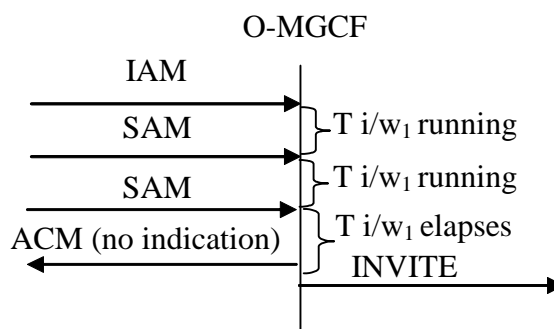 O-MGCF
IAM
T i/w₁ running
SAM
T i/w₁ running
SAM
T i/w₁ elapses
ACM (no indication)
INVITE